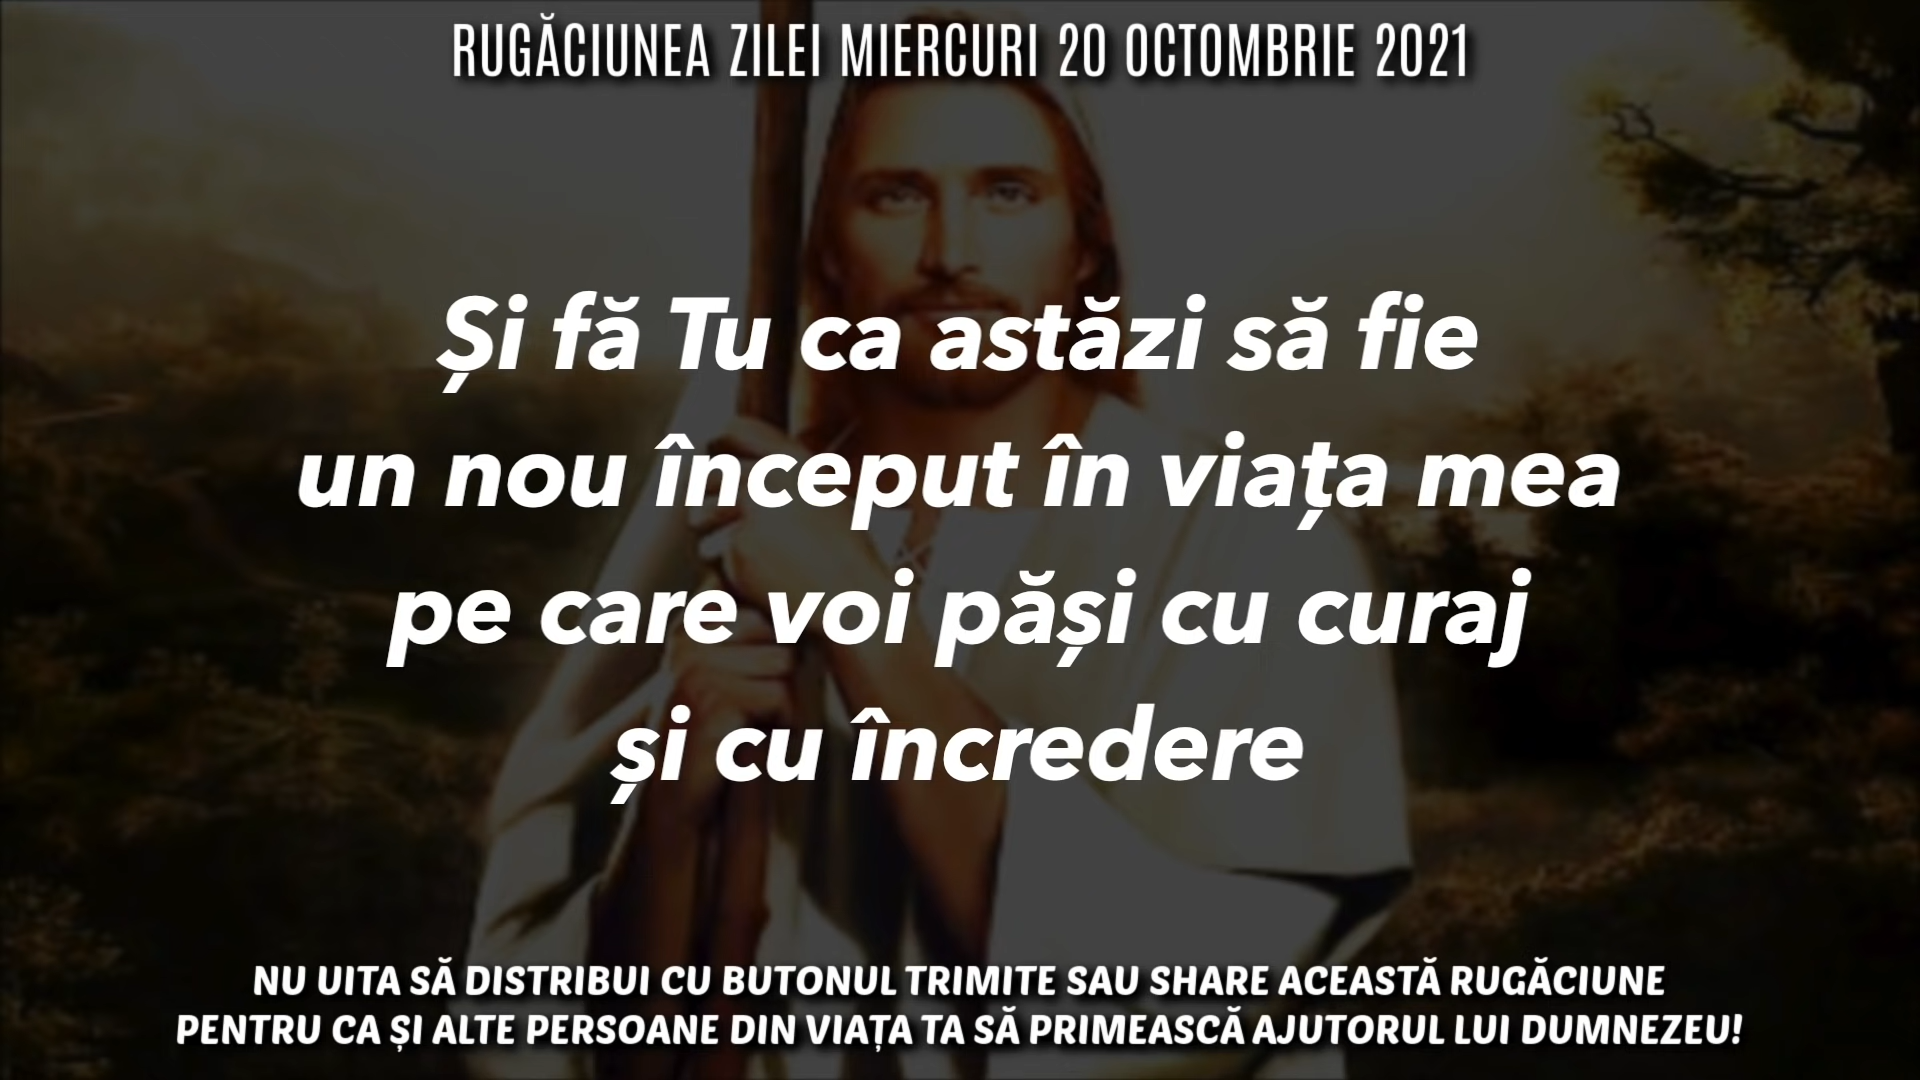 RUGĂCIUNEA ZILEI MIERCURI 20 OCTOMBRIE 2021
Și fă Tu ca astăzi să fie
un nou început în viața mea
pe care voi păși cu curaj
și cu încredere
NU UITA SĂ DISTRIBUI CU BUTONUL TRIMITE SAU SHARE ACEASTĂ RUGĂCIUNE
PENTRU CA ȘI ALTE PERSOANE DIN VIAȚA TA SĂ PRIMEASCĂ AJUTORUL LUI DUMNEZEU!